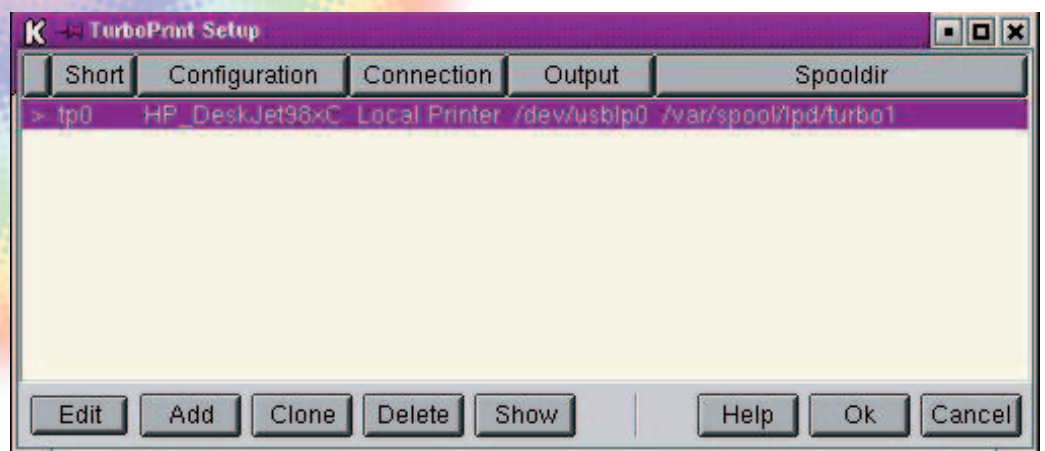 TurboPrint Setup
Short Configuration Connection Output Spooldir
> tp0 HP_DeskJet98xC Local Printer /dev/usblp0 /var/spool/lpd/turbo1
Edit Add Clone Delete Show Help Ok Cancel